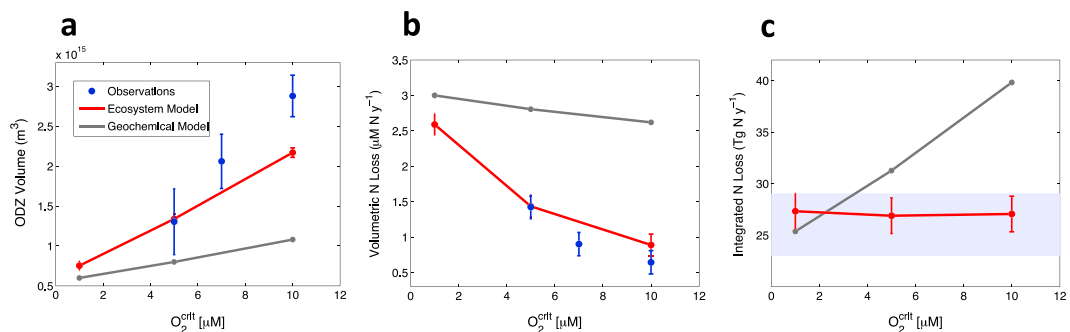 a
x 10^15
3
2.5
2
1.5
1
0.5
Observations
Ecosystem Model
Geochemical Model
ODZ Volume (m³)
0 2 4 6 8 10 12
O₂^crit [μM]
b
3.5
3
2.5
2
1.5
1
0.5
Volumetric N Loss (μM N y⁻¹)
0 2 4 6 8 10 12
O₂^crit [μM]
c
40
35
30
25
Integrated N Loss (Tg N y⁻¹)
0 2 4 6 8 10 12
O₂^crit [μM]